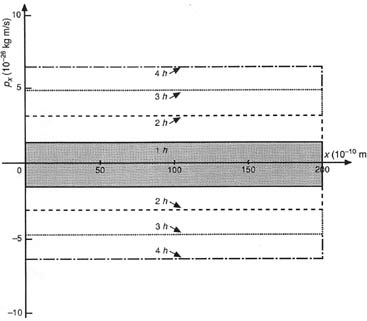 10
pₓ (10⁻²⁶ kg m/s)
4 h
5
3 h
2 h
1 h
x (10⁻¹⁰ m
0 50 100 150 200
2 h
3 h
-5
4 h
-10